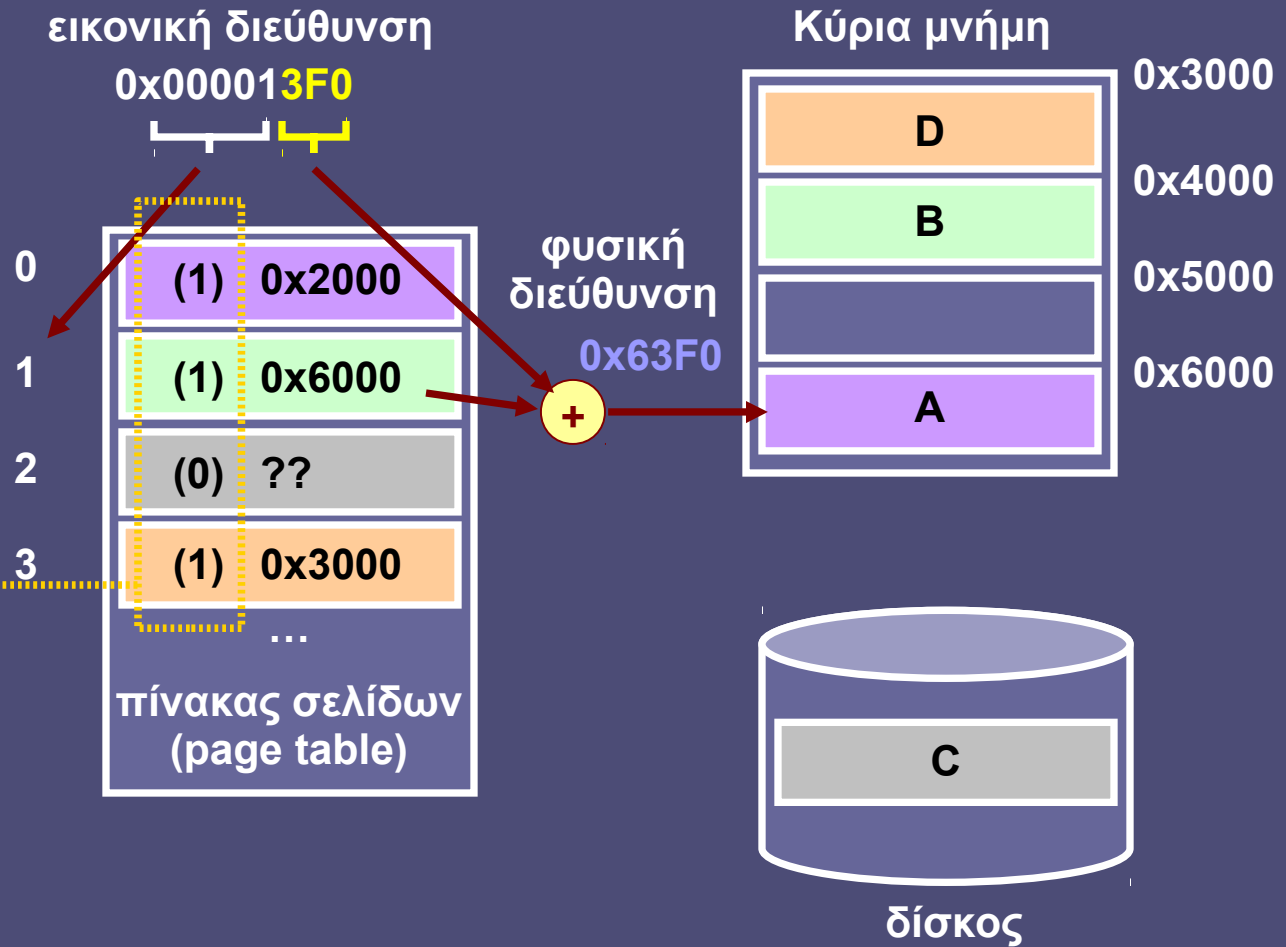 εικονική διεύθυνση
0x000013F0
0 (1) 0x2000
1 (1) 0x6000
2 (0) ??
3 (1) 0x3000
...
πίνακας σελίδων
(page table)
φυσική
διεύθυνση
0x63F0
+
Κύρια μνήμη
0x3000
D
0x4000
B
0x5000
0x6000
A
C
δίσκος